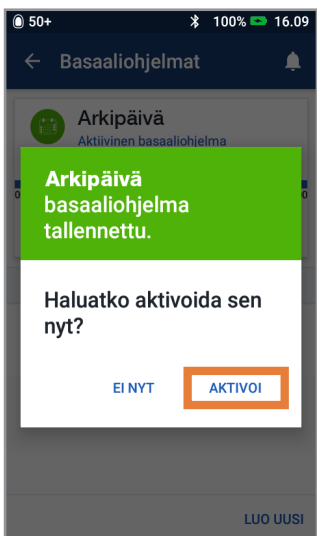 50+ 100% 16.09
Basaaliohjelmat
Arkipäivä
Aktiivinen basaaliohjelma
Arkipäivä
basaaliohjelma
tallennettu.
Haluatko aktivoida sen
nyt?
EI NYT AKTIVOI
LUO UUSI